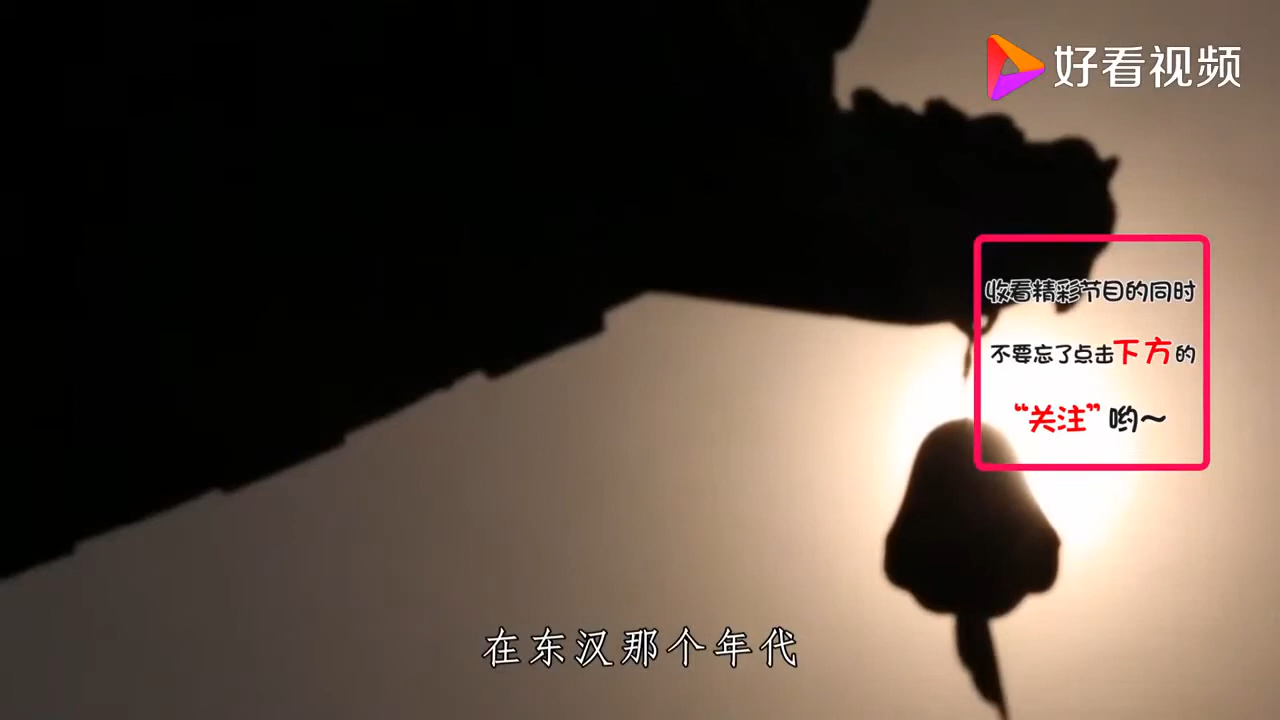 好看视频
收看精彩节目的同时
不要忘了点击下方的
“关注”哟～
在东汉那个年代